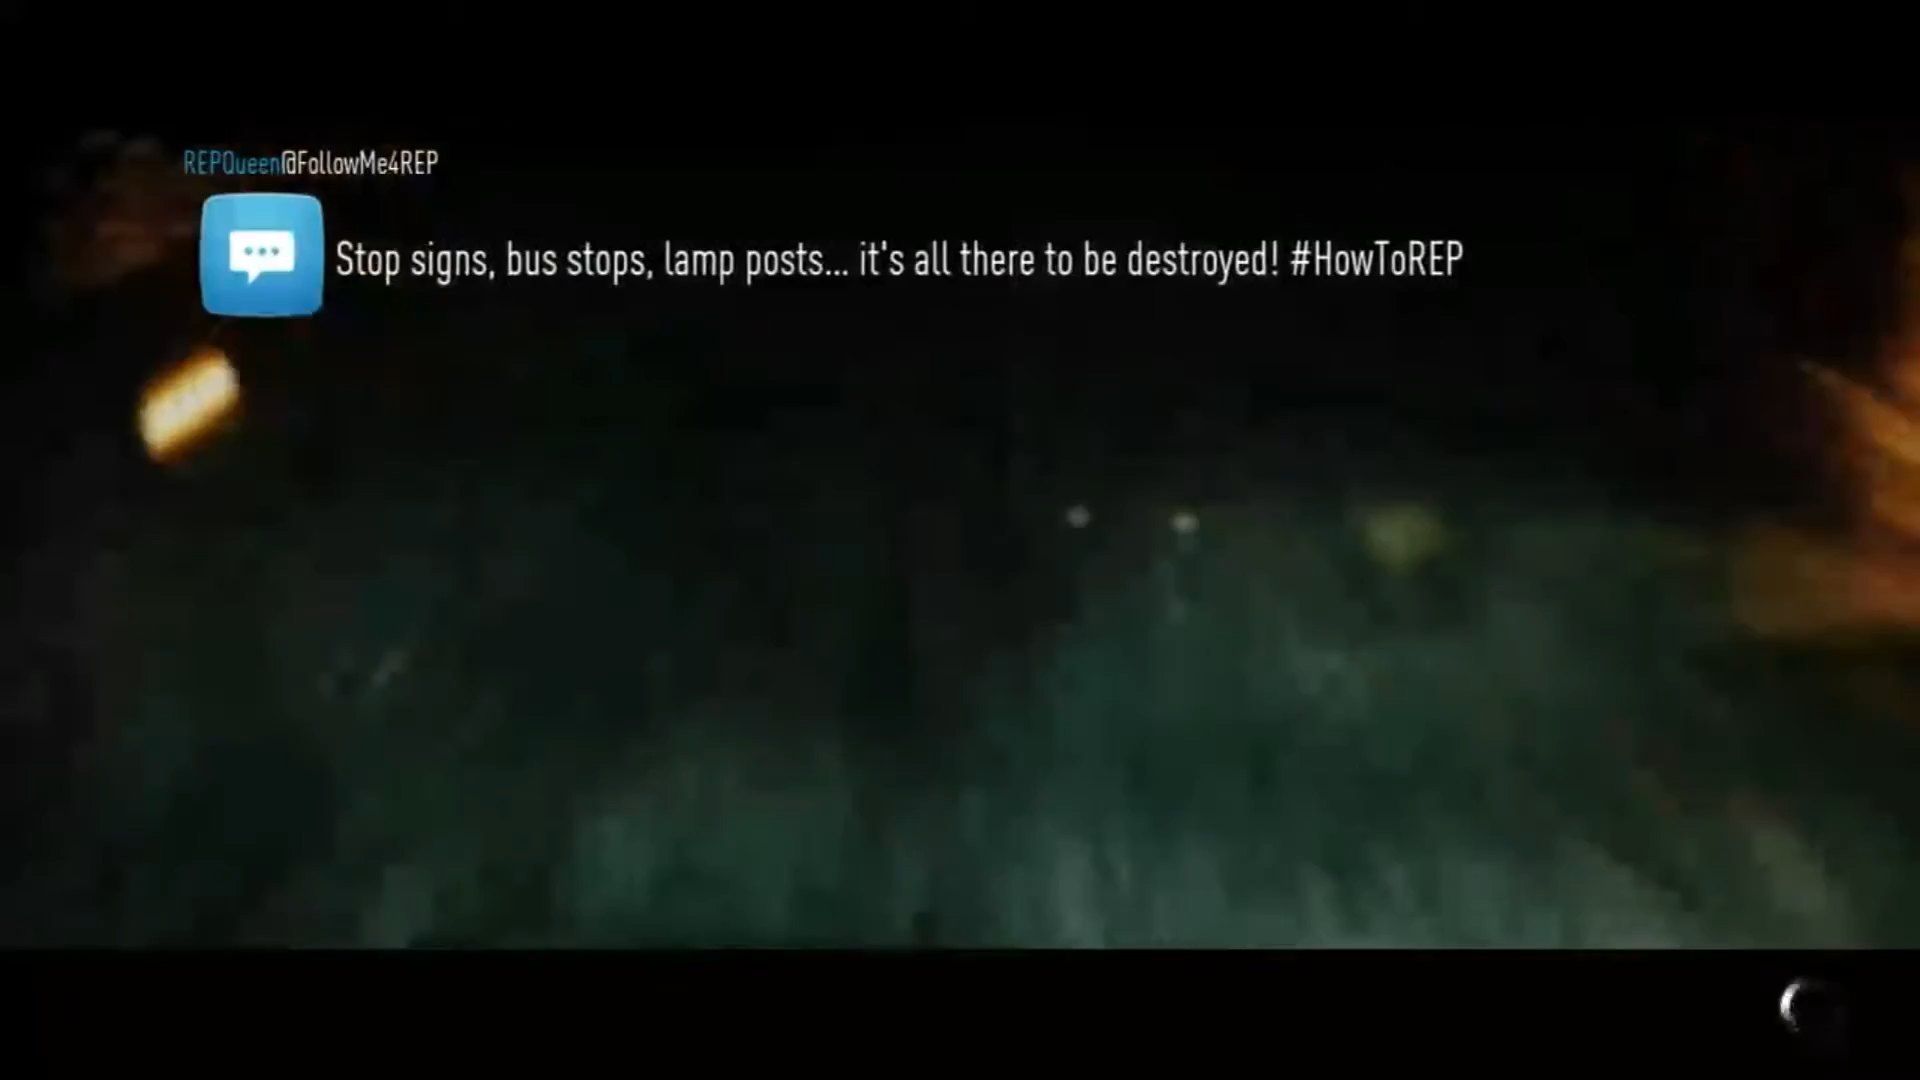 REPQueen@FollowMe4REP
Stop signs, bus stops, lamp posts... it's all there to be destroyed! #HowToREP